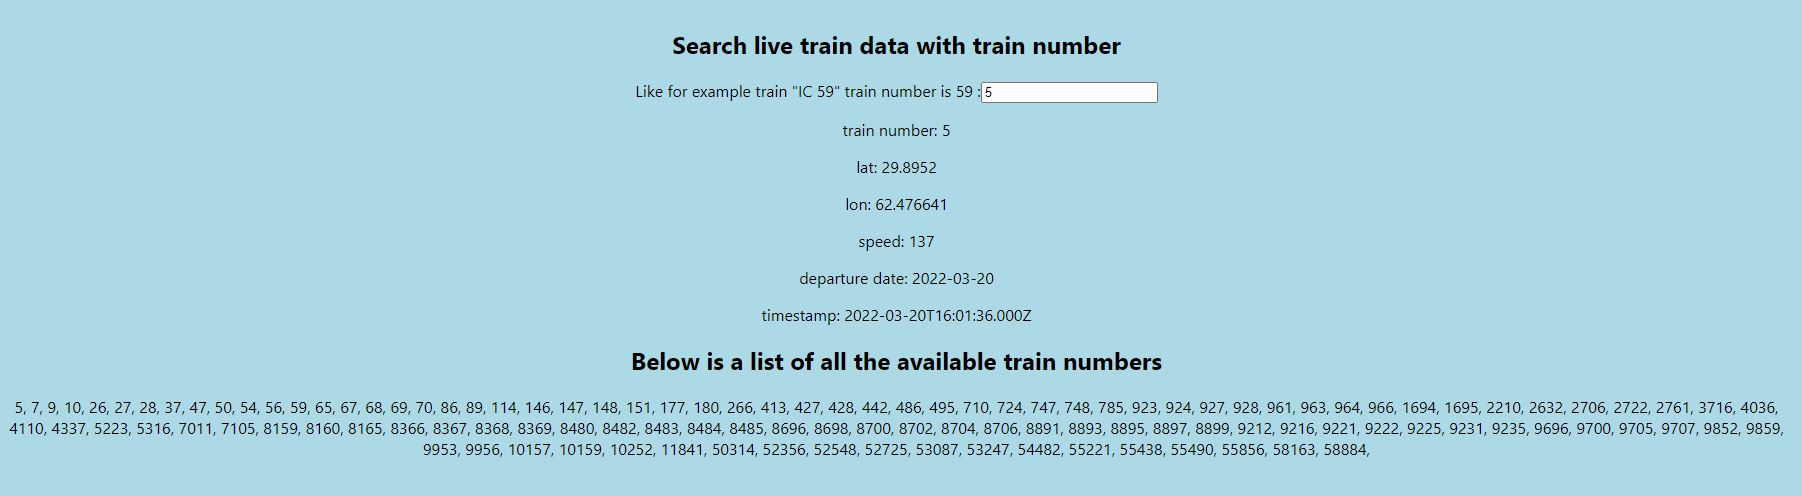 Search live train data with train number
Like for example train "IC 59" train number is 59 :5
train number: 5
lat: 29.8952
lon: 62.476641
speed: 137
departure date: 2022-03-20
timestamp: 2022-03-20T16:01:36.000Z
Below is a list of all the available train numbers
5, 7, 9, 10, 26, 27, 28, 37, 47, 50, 54, 56, 59, 65, 67, 68, 69, 70, 86, 89, 114, 146, 147, 148, 151, 177, 180, 266, 413, 427, 428, 442, 486, 495, 710, 724, 747, 748, 785, 923, 924, 927, 928, 961, 963, 964, 966, 1694, 1695, 2210, 2632, 2706, 2722, 2761, 3716, 4036,
4110, 4337, 5223, 5316, 7011, 7105, 8159, 8160, 8165, 8366, 8367, 8368, 8369, 8480, 8482, 8483, 8484, 8485, 8696, 8698, 8700, 8702, 8704, 8706, 8891, 8893, 8895, 8897, 8899, 9212, 9216, 9221, 9222, 9225, 9231, 9235, 9696, 9700, 9705, 9707, 9852, 9859,
9953, 9956, 10157, 10159, 10252, 11841, 50314, 52356, 52548, 52725, 53087, 53247, 54482, 55221, 55438, 55490, 55856, 58163, 58884,